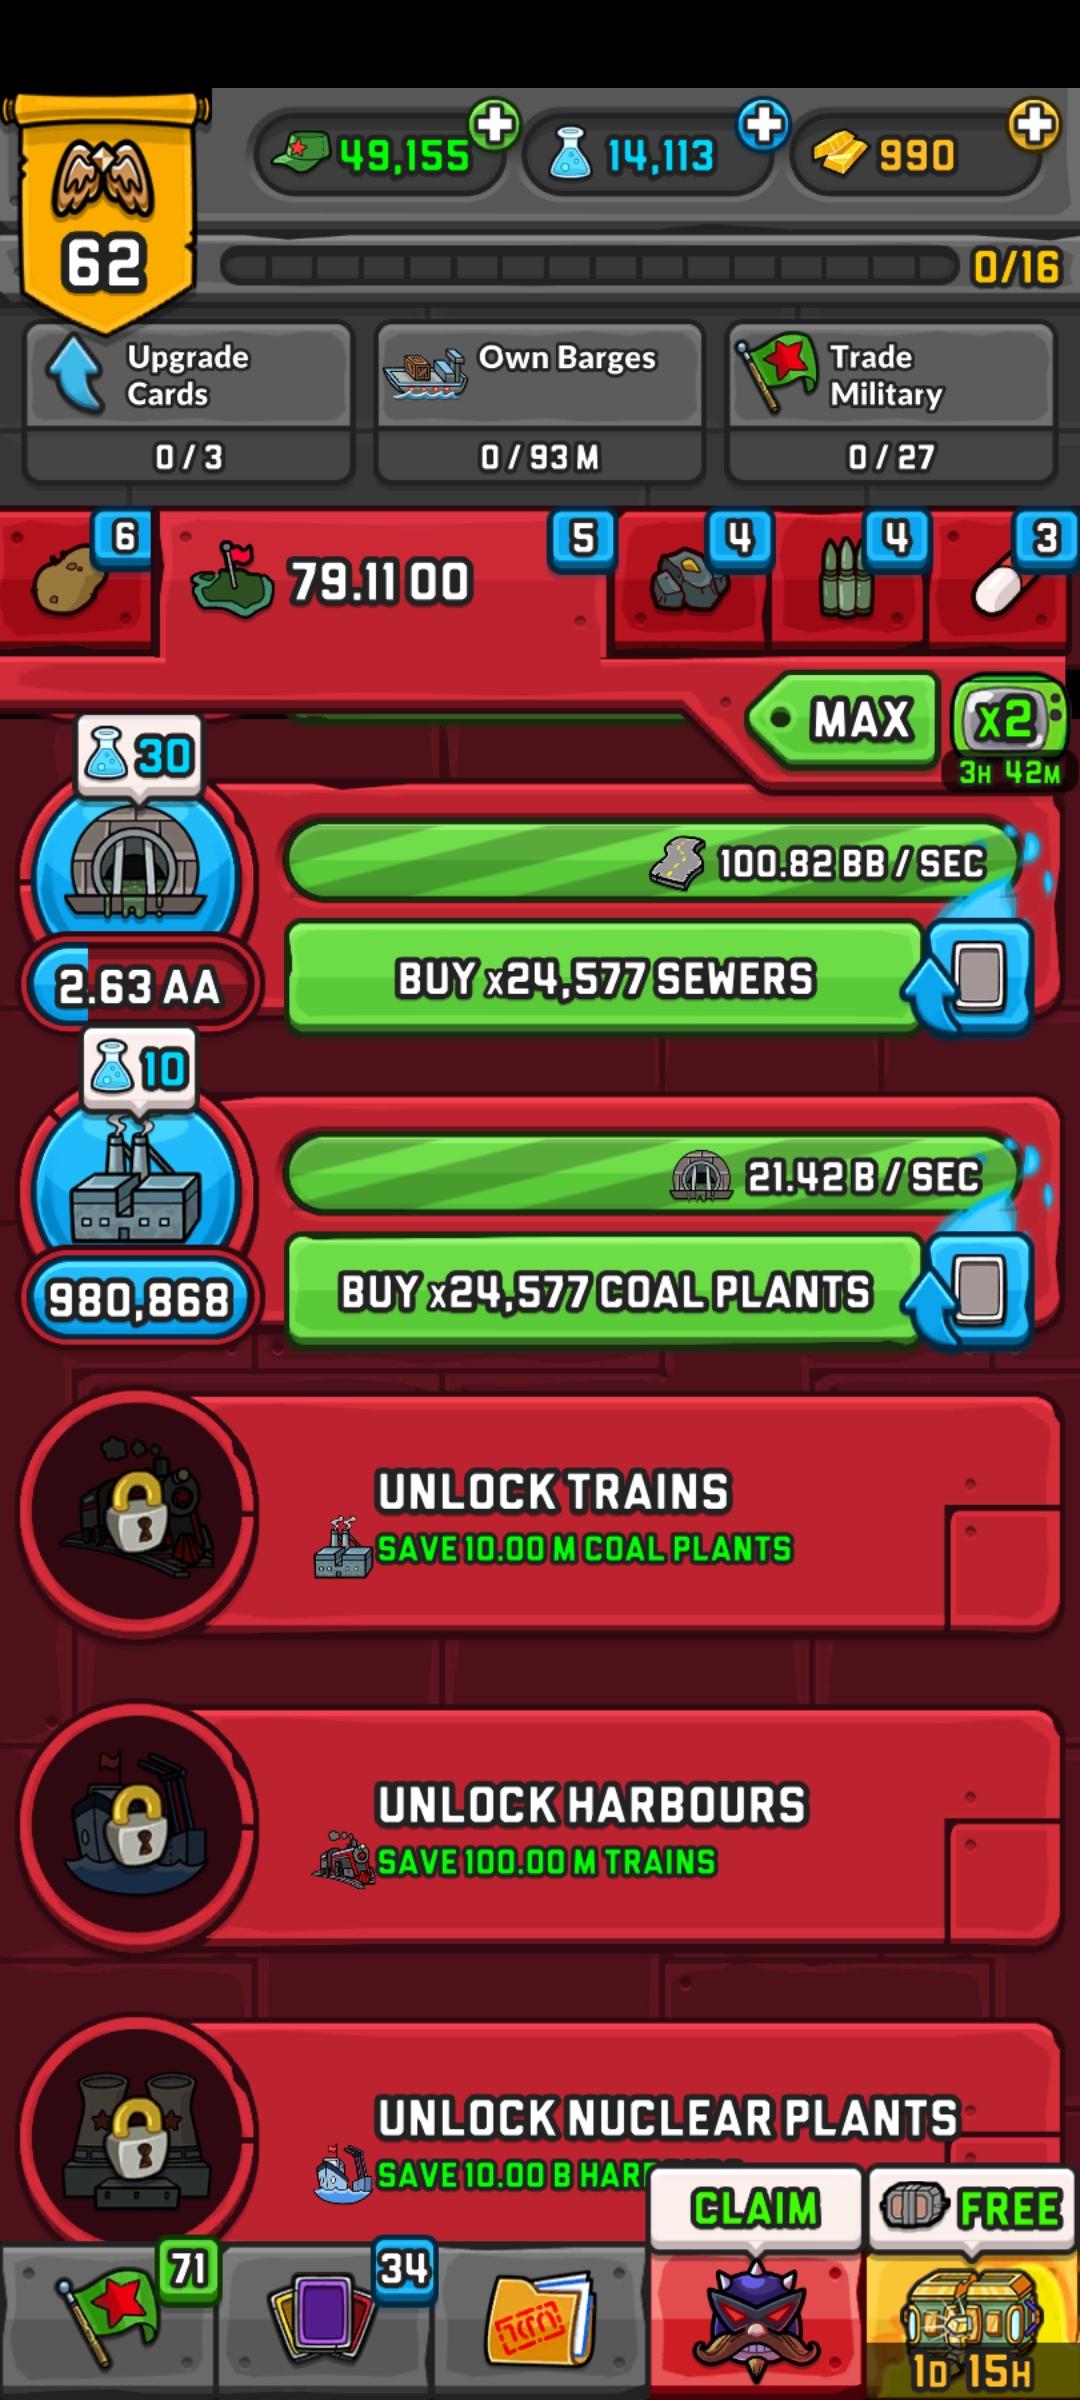 49,155
14,113
990
62
0/16
Upgrade
Cards
0 / 3
Own Barges
0 / 93 M
Trade
Military
0 / 27
6
79.11 OO
5
4
4
3
MAX
x2
3H 42M
30
100.82 BB / SEC
2.63 AA
BUY x24,577 SEWERS
10
21.42 B / SEC
980,868
BUY x24,577 COAL PLANTS
UNLOCK TRAINS
SAVE 10.00 M COAL PLANTS
UNLOCK HARBOURS
SAVE 100.00 M TRAINS
UNLOCK NUCLEAR PLANTS
SAVE 10.00 B
CLAIM
FREE
71
34
1D 15H